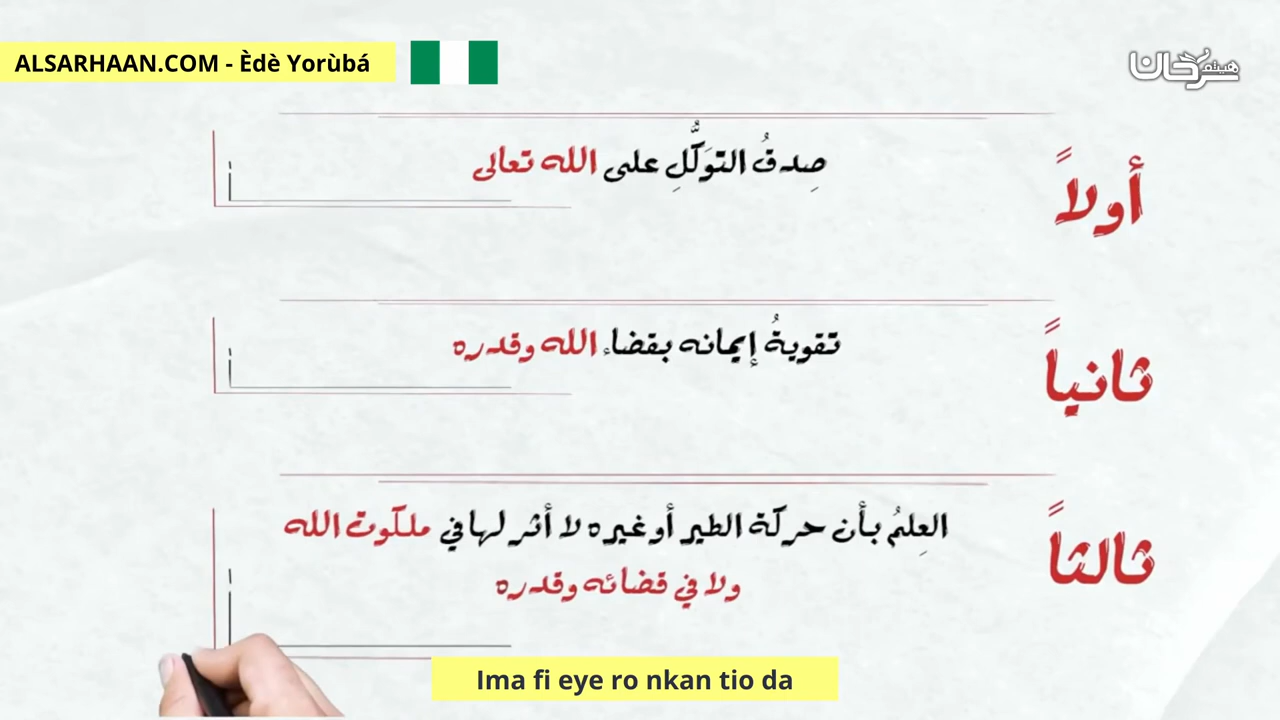 ALSARHAAN.COM - Èdè Yorùbá
هيثم سرحان
أولاً
صِدقُ التوَكُّلِ على الله تعالى
ثانياً
تقويةُ إيمانه بقضاء الله وقدره
ثالثاً
العِلمُ بأن حركة الطير أو غيره لا أثر لها في ملكوت الله
ولا في قضائه وقدره
Ima fi eye ro nkan tio da